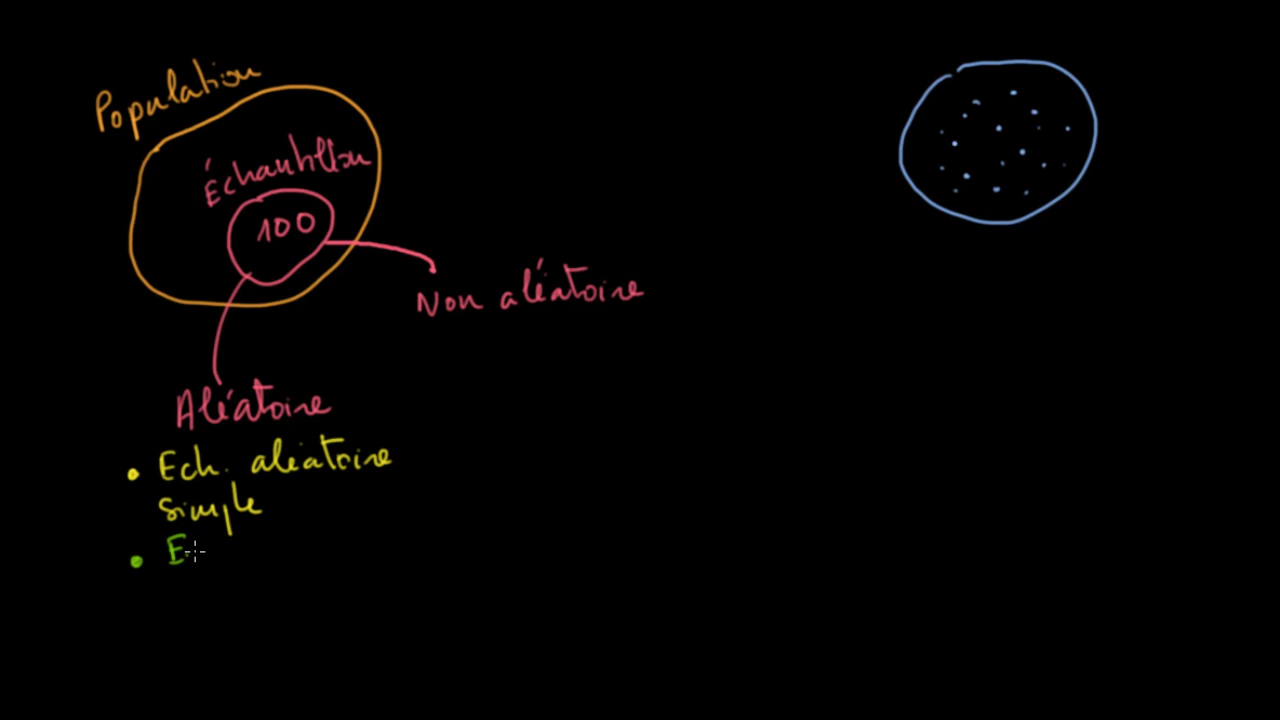 Population
Échantillon
100
Non aléatoire
Aléatoire
• Ech. aléatoire
simple
• E